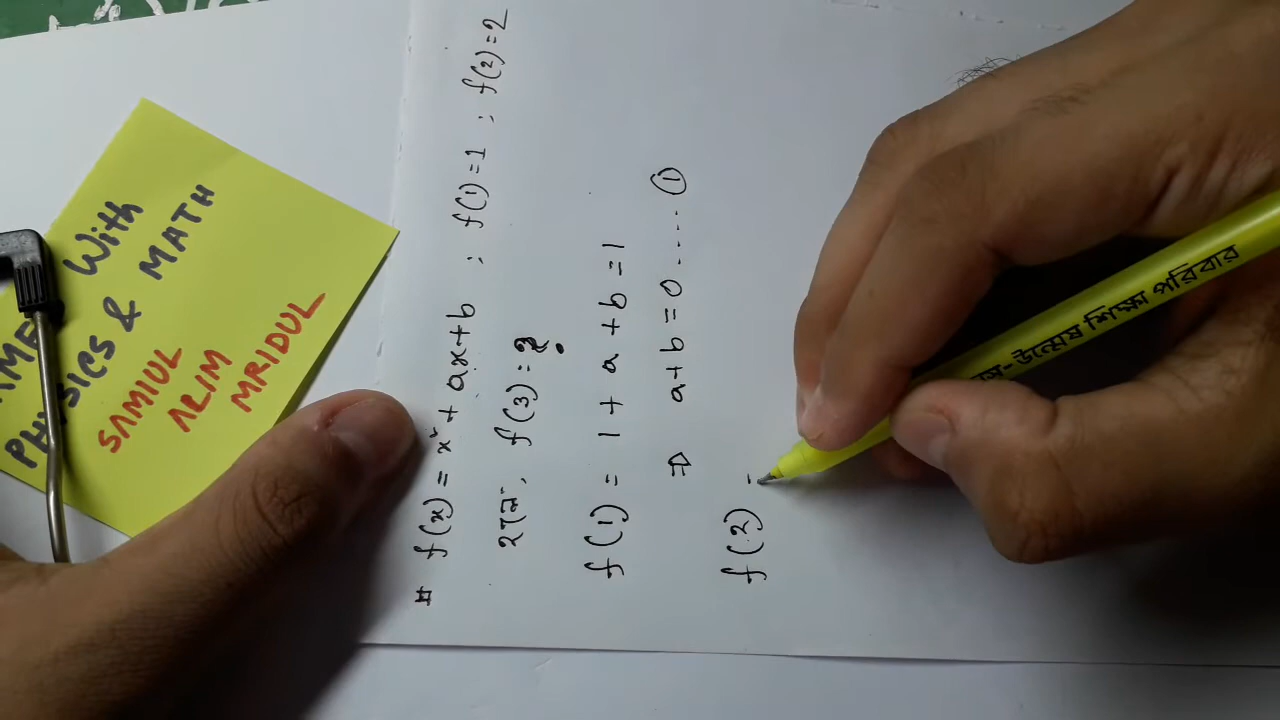 With
PHYSICS & MATH
SAMIUL
ALIM
MRIDUL
# f(x) = x² + ax + b ; f(1) = 1 ; f(2) = 2
হলে, f(3) = ?
f(1) = 1 + a + b = 1
⇒ a + b = 0 .... ①
f(2) -
উন্মেষ শিক্ষা পরিবার